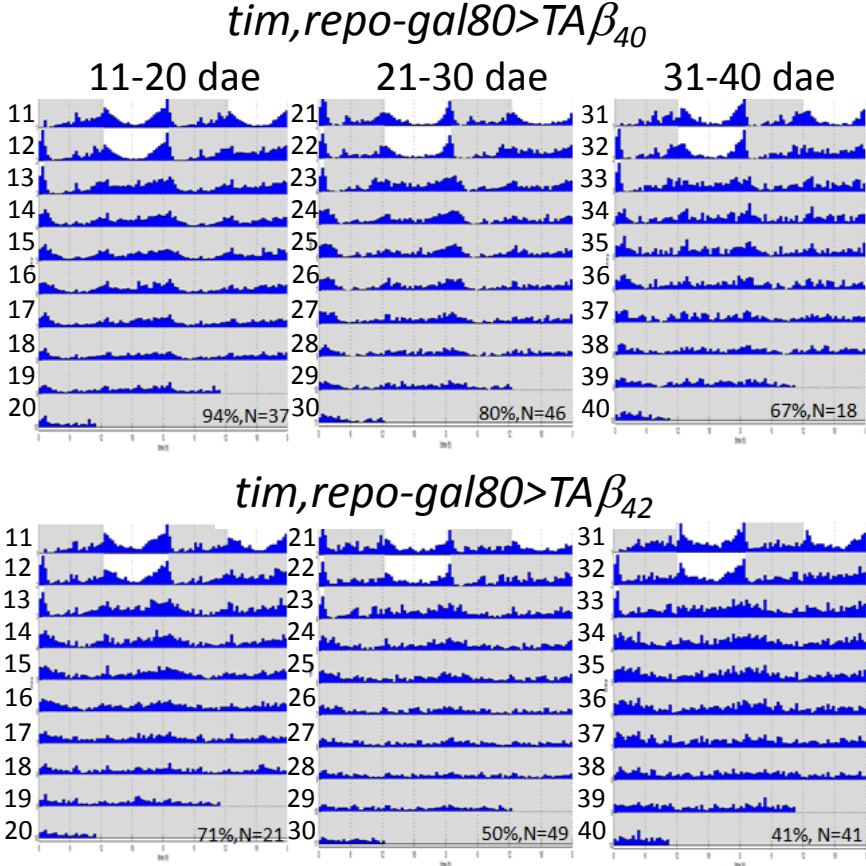 tim,repo-gal80>TAβ40
11-20 dae 21-30 dae 31-40 dae
11 21 31
12 22 32
13 23 33
14 24 34
15 25 35
16 26 36
17 27 37
18 28 38
19 29 39
20 94%,N=37 30 80%,N=46 40 67%,N=18
tim,repo-gal80>TAβ42
11 21 31
12 22 32
13 23 33
14 24 34
15 25 35
16 26 36
17 27 37
18 28 38
19 29 39
20 71%,N=21 30 50%,N=49 40 41%, N=41